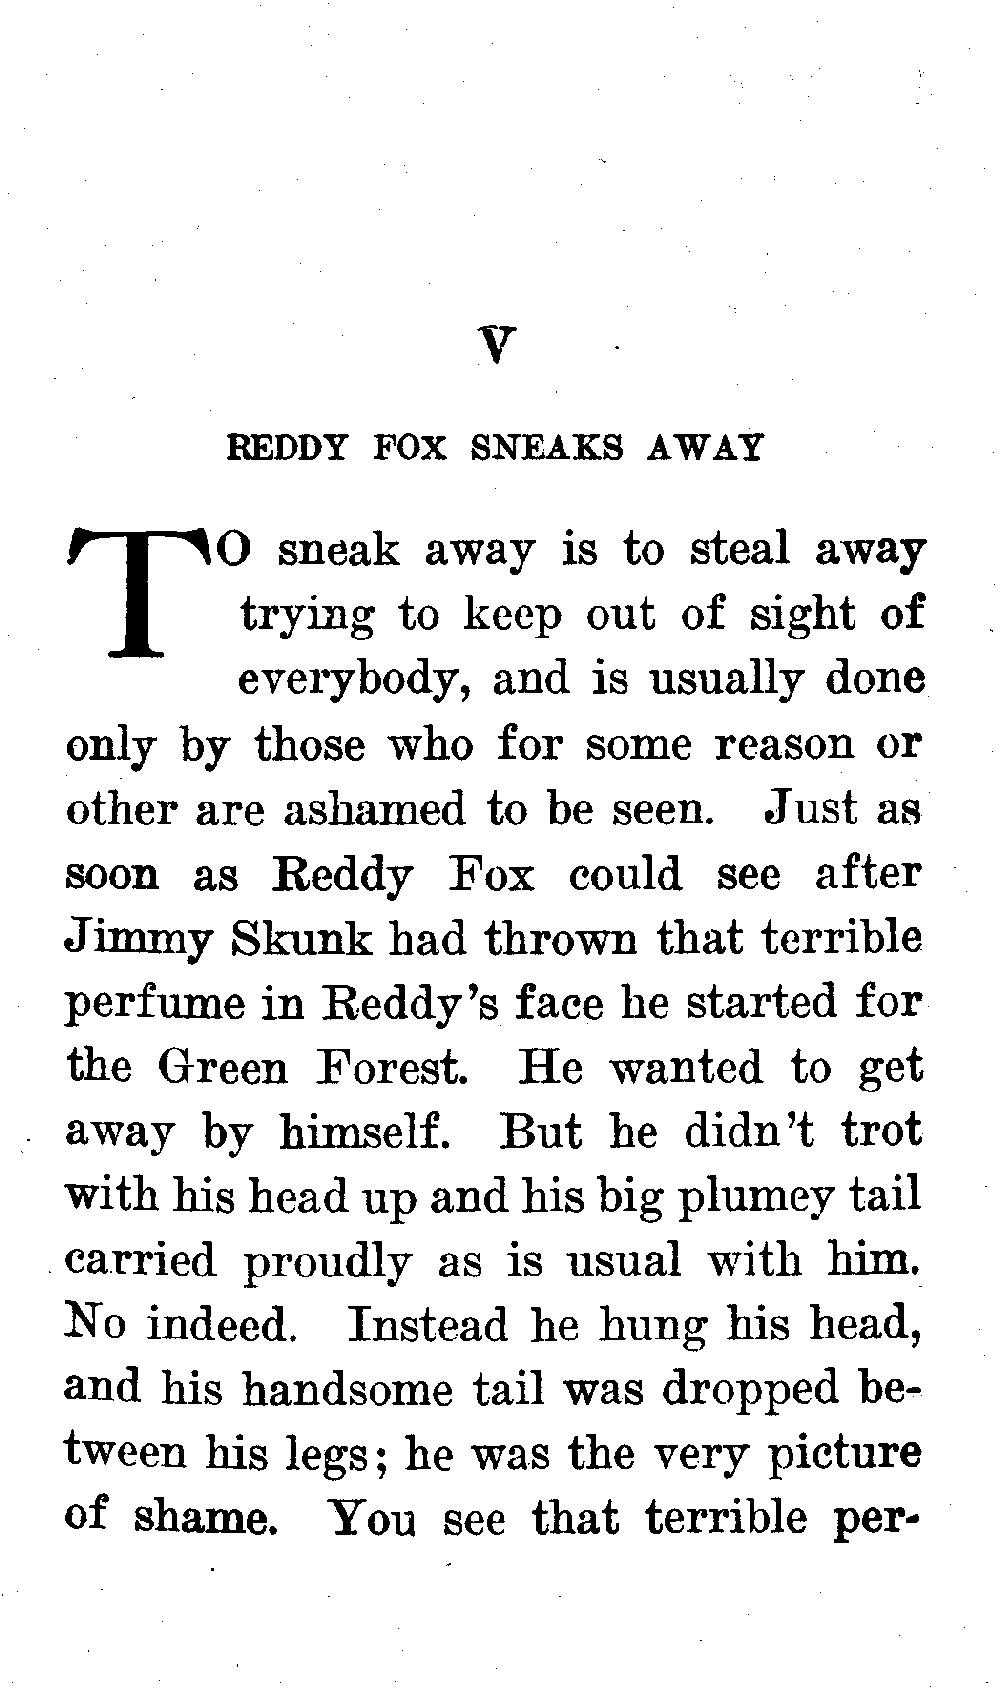 V
REDDY FOX SNEAKS AWAY
TO sneak away is to steal away
trying to keep out of sight of
everybody, and is usually done
only by those who for some reason or
other are ashamed to be seen. Just as
soon as Reddy Fox could see after
Jimmy Skunk had thrown that terrible
perfume in Reddy's face he started for
the Green Forest. He wanted to get
away by himself. But he didn't trot
with his head up and his big plumey tail
carried proudly as is usual with him.
No indeed. Instead he hung his head,
and his handsome tail was dropped be-
tween his legs; he was the very picture
of shame. You see that terrible per-